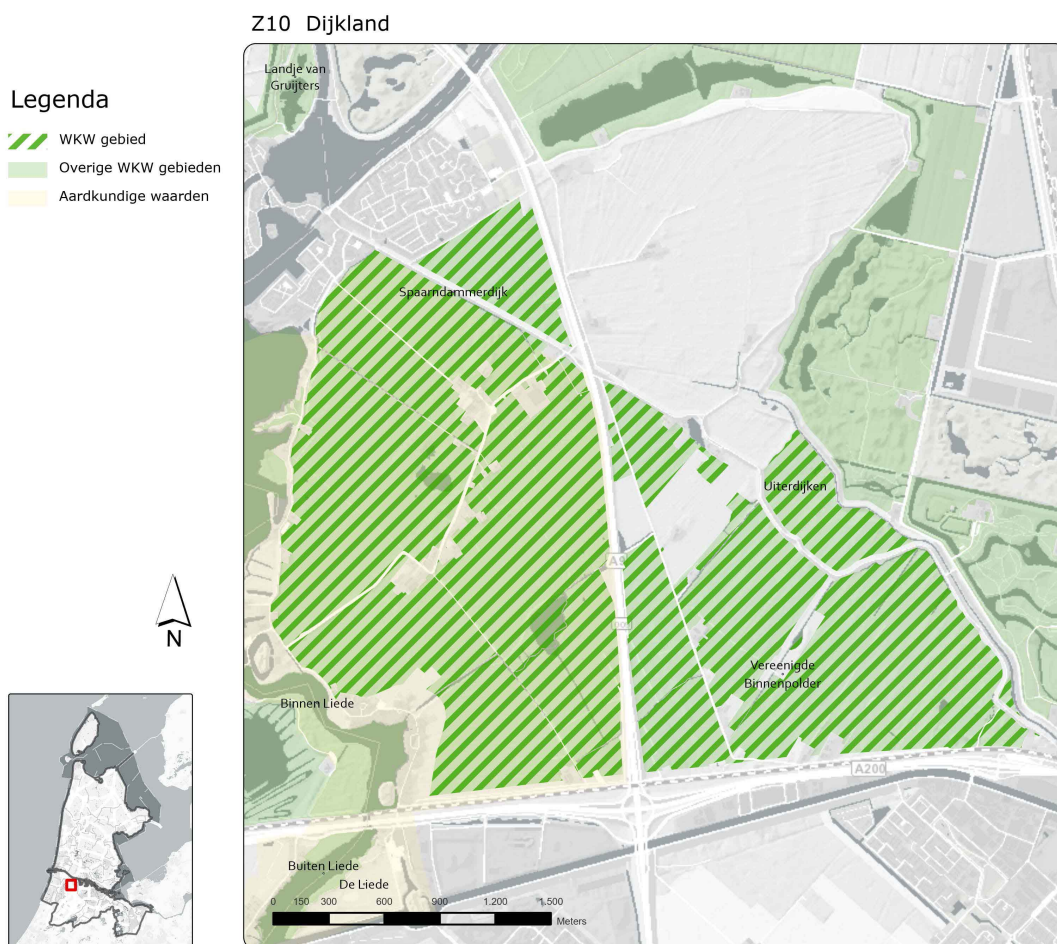 Z10 Dijkland
Legenda
WKW gebied
Overige WKW gebieden
Aardkundige waarden
Landje van
Gruijters
Spaarndammerdijk
Uiterdijken
A9
Vereenigde
Binnenpolder
Binnen Liede
A200
Buiten Liede
De Liede
N
0 150 300 600 900 1.200 1.500
Meters